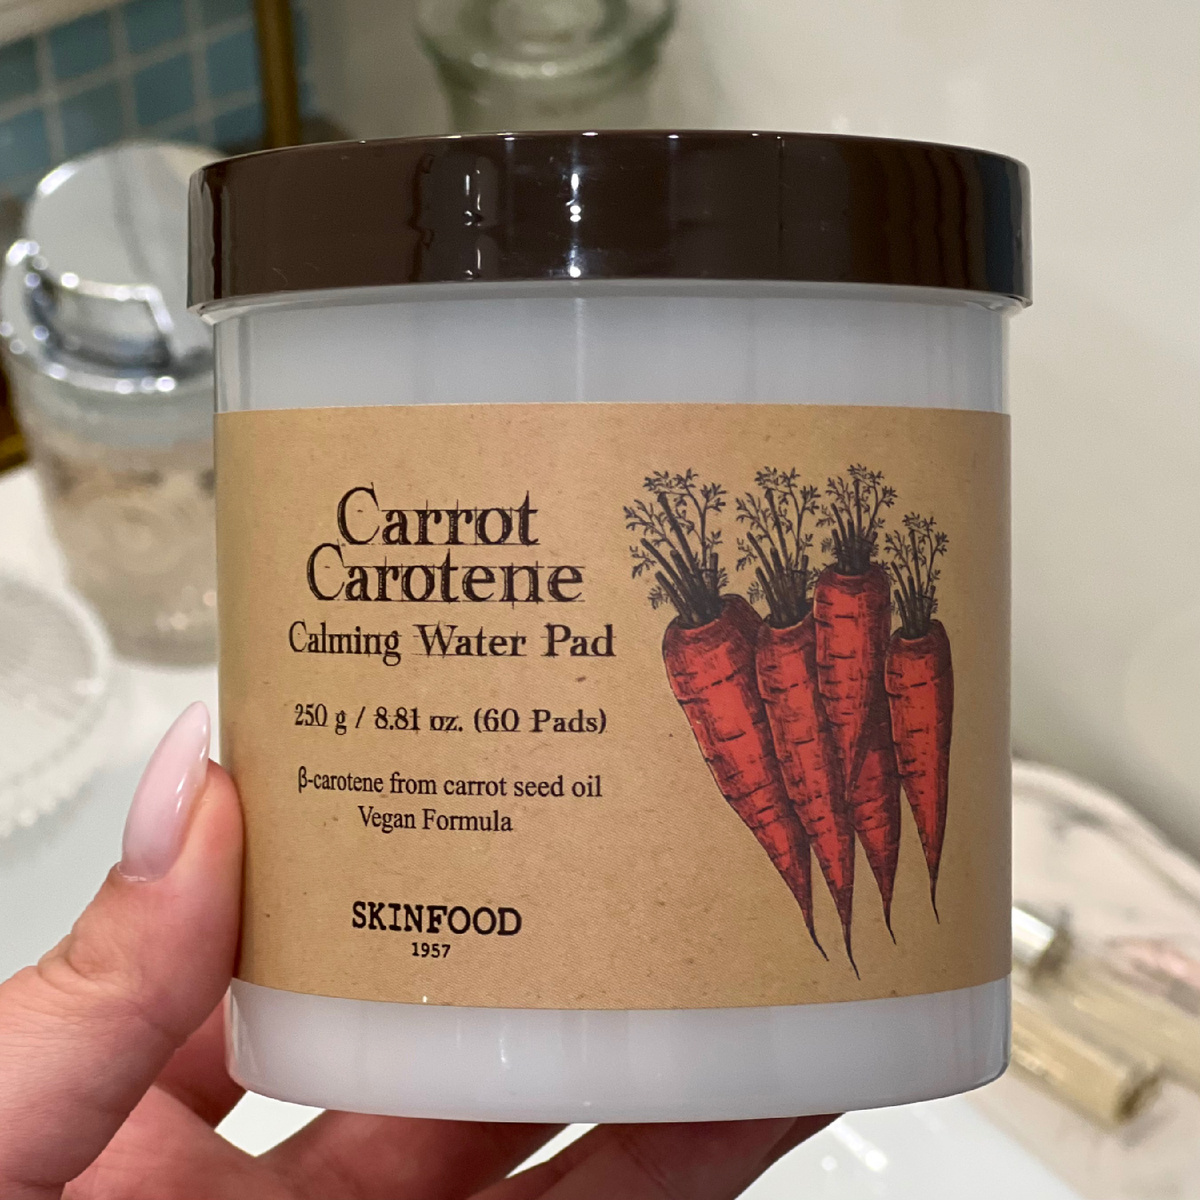 Carrot
Carotene
Calming Water Pad
250 g / 8.81 oz. (60 Pads)
β-carotene from carrot seed oil
Vegan Formula
SKINFOOD
1957